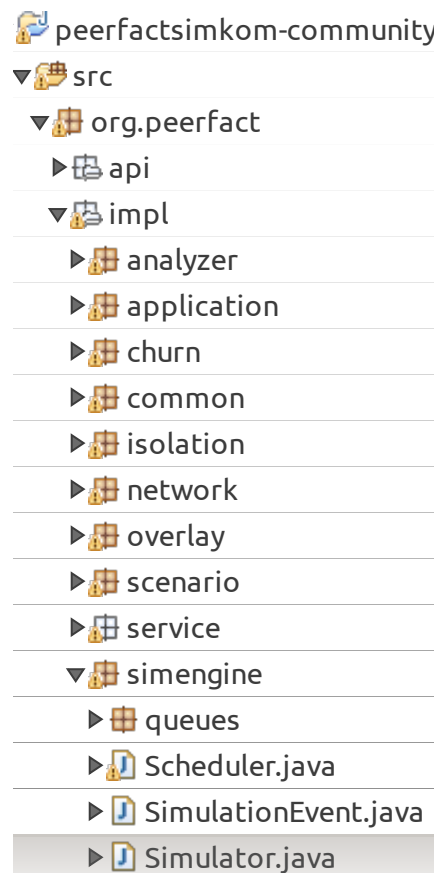 peerfactsimkom-community
src
org.peerfact
api
impl
analyzer
application
churn
common
isolation
network
overlay
scenario
service
simengine
queues
Scheduler.java
SimulationEvent.java
Simulator.java